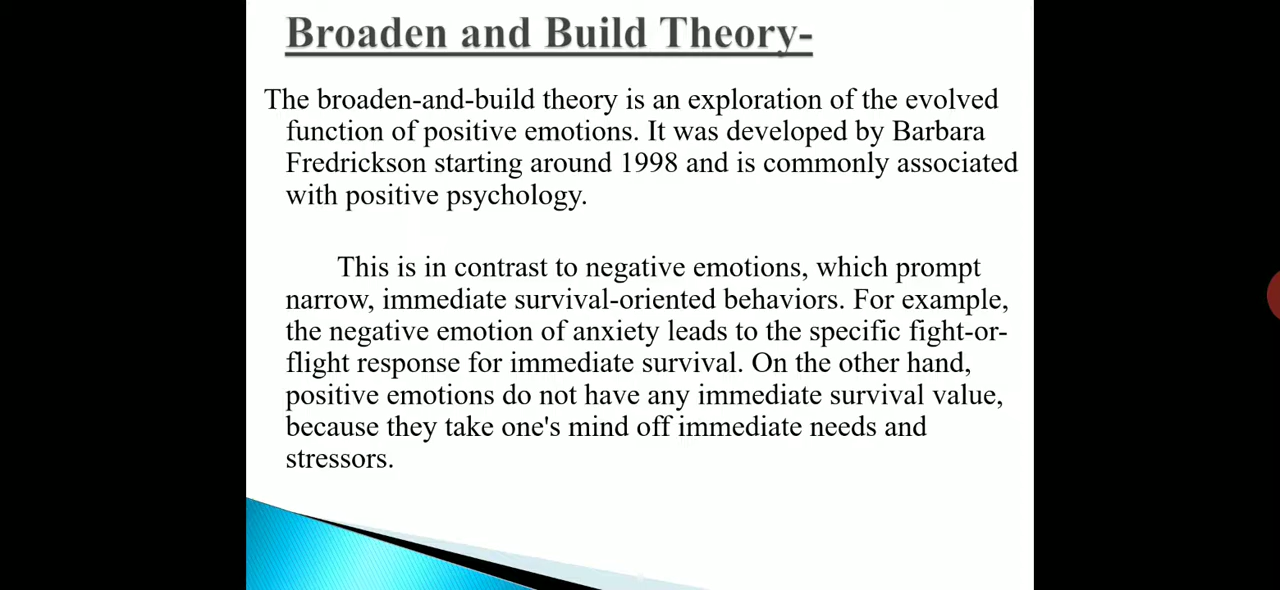 Broaden and Build Theory-
The broaden-and-build theory is an exploration of the evolved
function of positive emotions. It was developed by Barbara
Fredrickson starting around 1998 and is commonly associated
with positive psychology.
This is in contrast to negative emotions, which prompt
narrow, immediate survival-oriented behaviors. For example,
the negative emotion of anxiety leads to the specific fight-or-
flight response for immediate survival. On the other hand,
positive emotions do not have any immediate survival value,
because they take one's mind off immediate needs and
stressors.